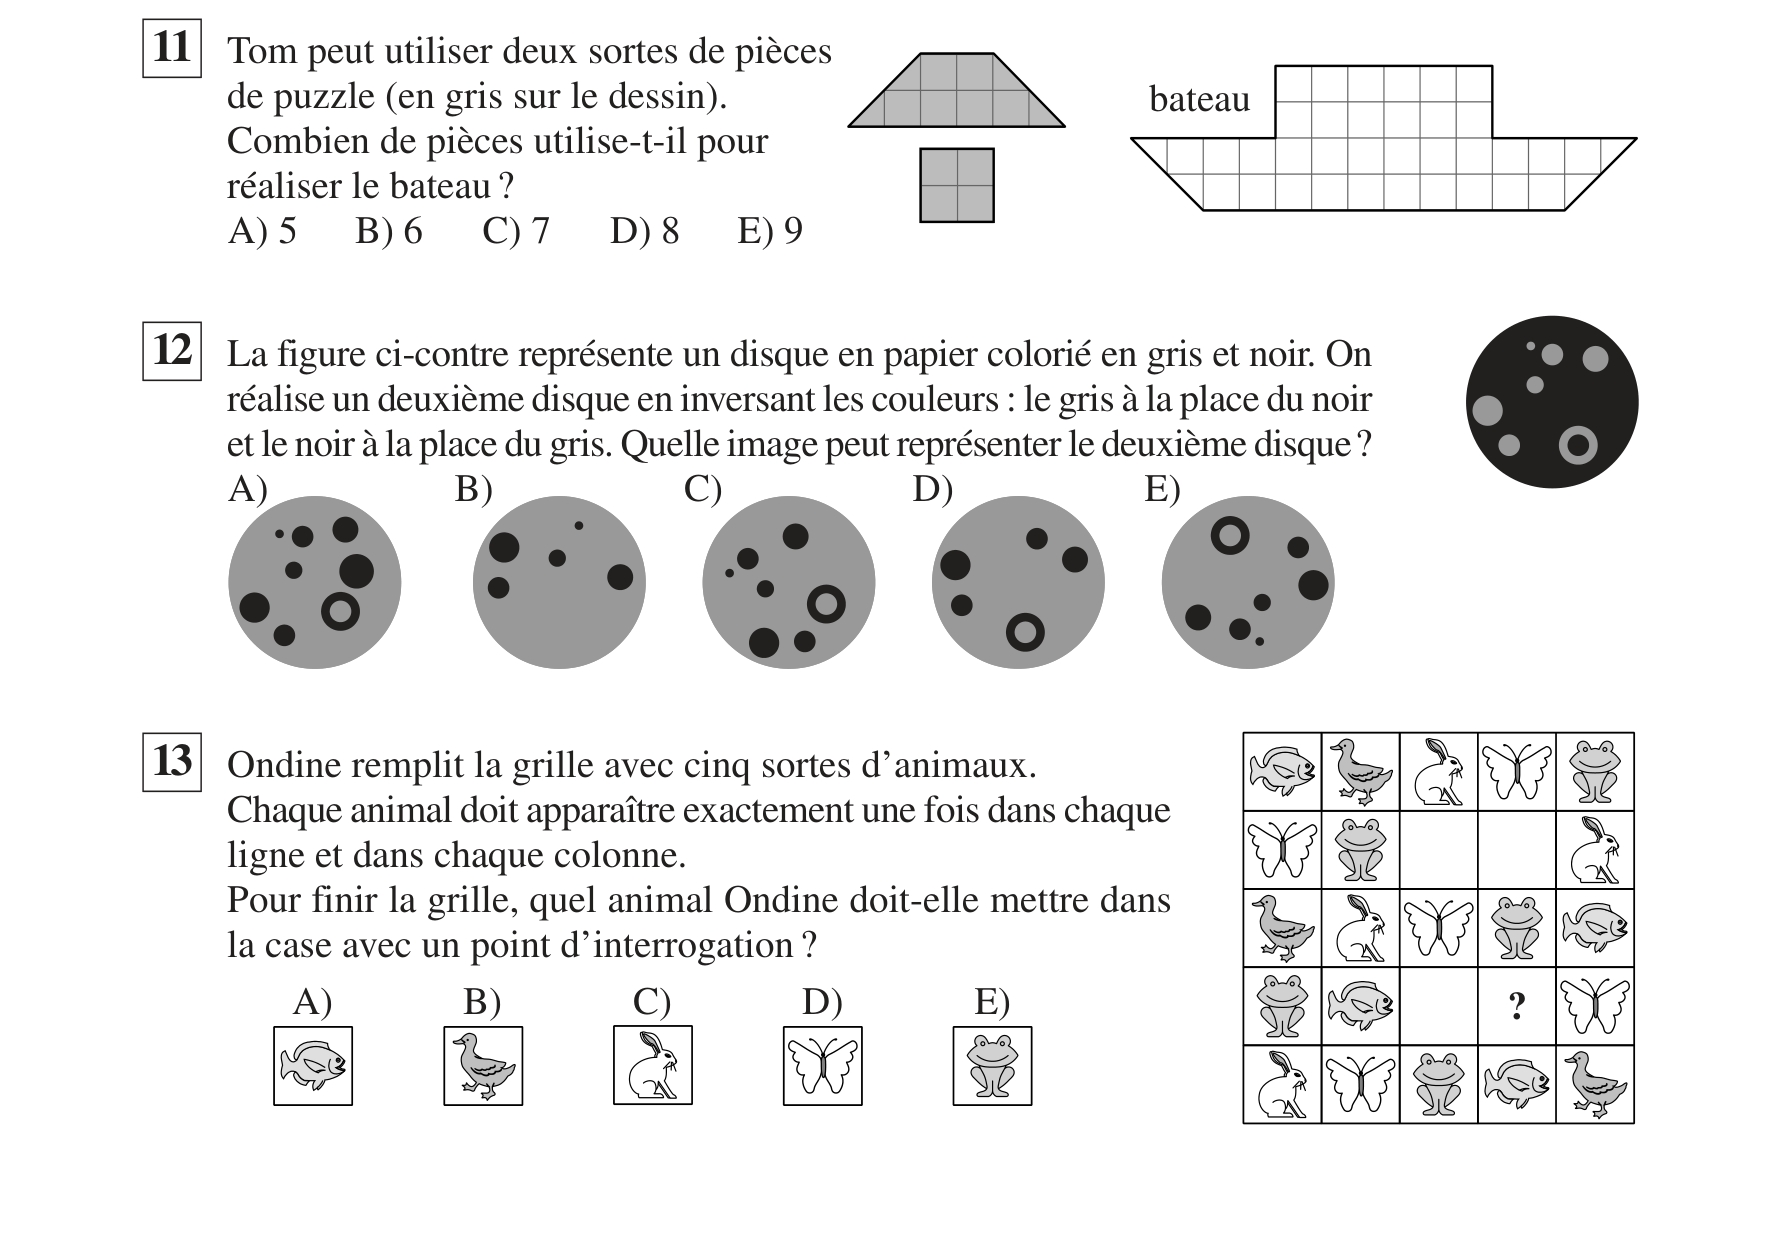 11 Tom peut utiliser deux sortes de pièces
de puzzle (en gris sur le dessin).
Combien de pièces utilise-t-il pour
réaliser le bateau ?
A) 5 B) 6 C) 7 D) 8 E) 9
bateau
12 La figure ci-contre représente un disque en papier colorié en gris et noir. On
réalise un deuxième disque en inversant les couleurs : le gris à la place du noir
et le noir à la place du gris. Quelle image peut représenter le deuxième disque ?
A) B) C) D) E)
13 Ondine remplit la grille avec cinq sortes d’animaux.
Chaque animal doit apparaître exactement une fois dans chaque
ligne et dans chaque colonne.
Pour finir la grille, quel animal Ondine doit-elle mettre dans
la case avec un point d’interrogation ?
A) B) C) D) E)
?